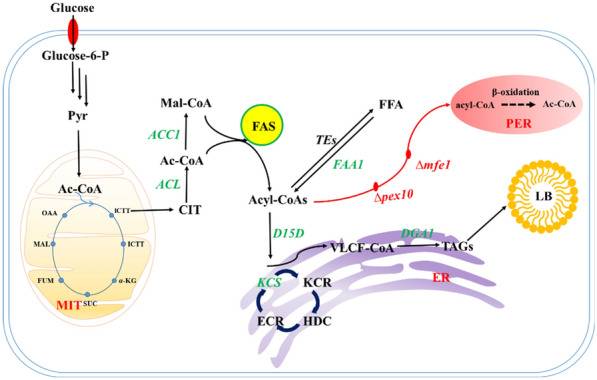 Glucose
Glucose-6-P
Pyr
Ac-CoA
OAA
ICTT
MAL
ICTT
FUM
α-KG
MIT
SUC
CIT
ACL
Ac-CoA
ACC1
Mal-CoA
FAS
Acyl-CoAs
TEs
FAA1
FFA
Δpex10
Δmfe1
β-oxidation
acyl-CoA
Ac-CoA
PER
D15D
VLCF-CoA
DGA1
TAGs
LB
ER
KCS
KCR
ECR
HDC